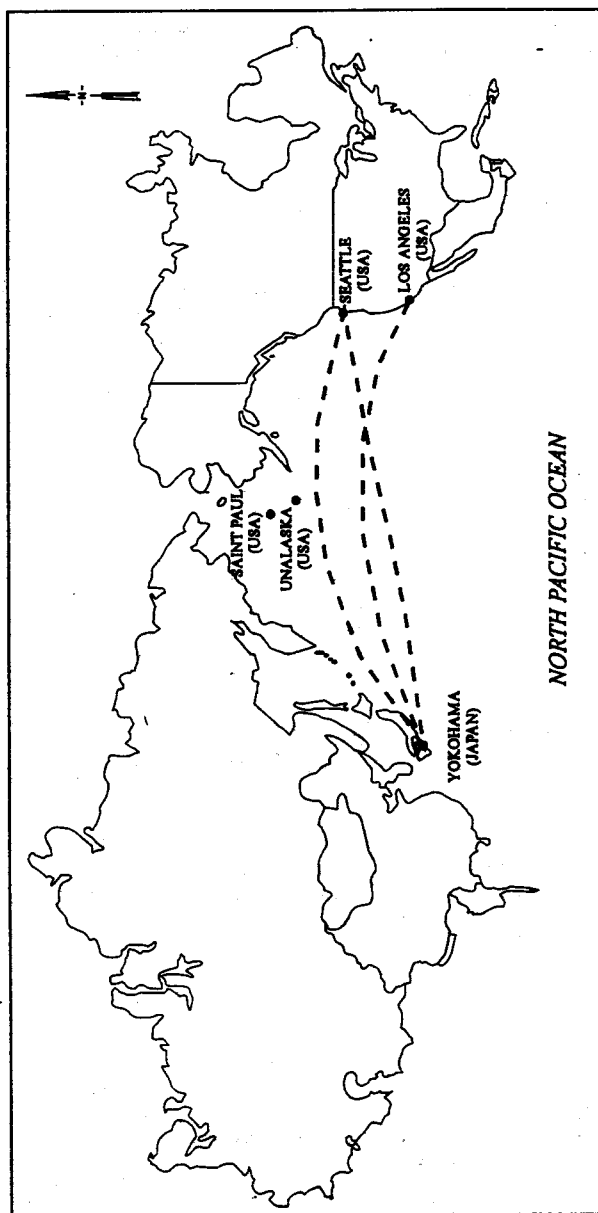 -N-
SAINT PAUL
(USA)
UNALASKA
(USA)
SEATTLE
(USA)
LOS ANGELES
(USA)
YOKOHAMA
(JAPAN)
NORTH PACIFIC OCEAN